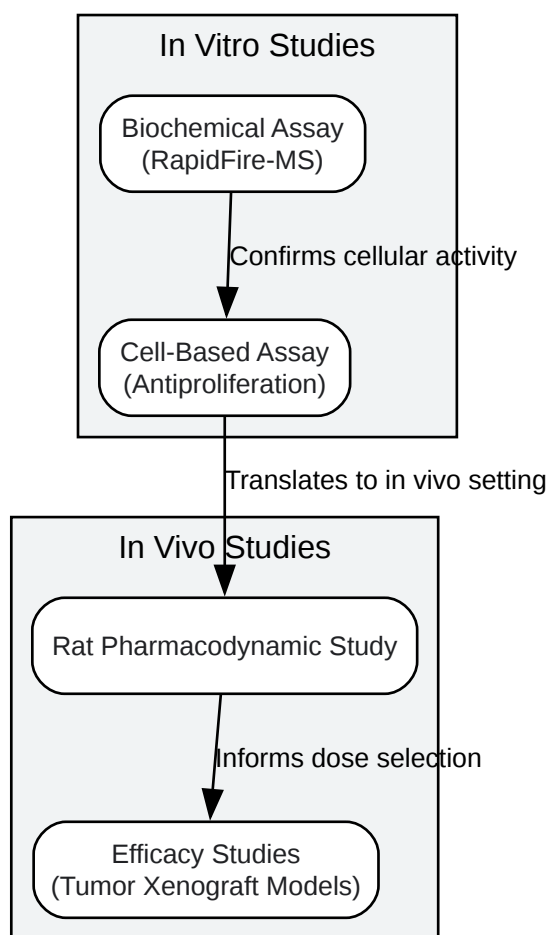 In Vitro Studies
Biochemical Assay
(RapidFire-MS)
Confirms cellular activity
Cell-Based Assay
(Antiproliferation)
Translates to in vivo setting
In Vivo Studies
Rat Pharmacodynamic Study
Informs dose selection
Efficacy Studies
(Tumor Xenograft Models)